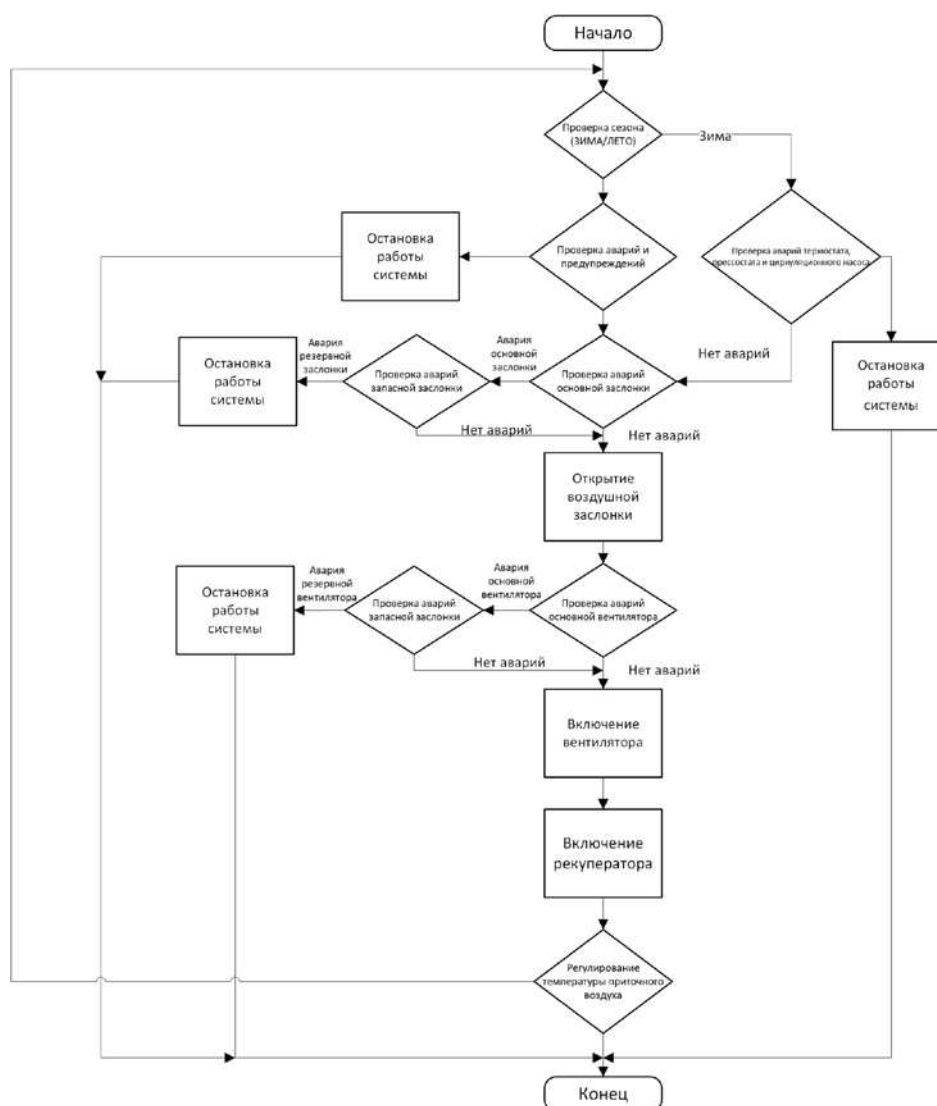 Начало
Проверка сезона
(ЗИМА/ЛЕТО)
Зима
Остановка
работы
системы
Проверка аварий и
предупреждений
Проверка аварий термостата,
прессостата и циркуляционного насоса
Остановка
работы
системы
Авария
резервной
заслонки
Проверка аварий
запасной заслонки
Авария
основной
заслонки
Проверка аварий
основной заслонки
Нет аварий
Остановка
работы
системы
Нет аварий
Нет аварий
Открытие
воздушной
заслонки
Остановка
работы
системы
Авария
резервной
вентилятора
Проверка аварий
запасной заслонки
Авария
основной
вентилятора
Проверка аварий
основной вентилятора
Нет аварий
Нет аварий
Включение
вентилятора
Включение
рекуператора
Регулирование
температуры приточного
воздуха
Конец